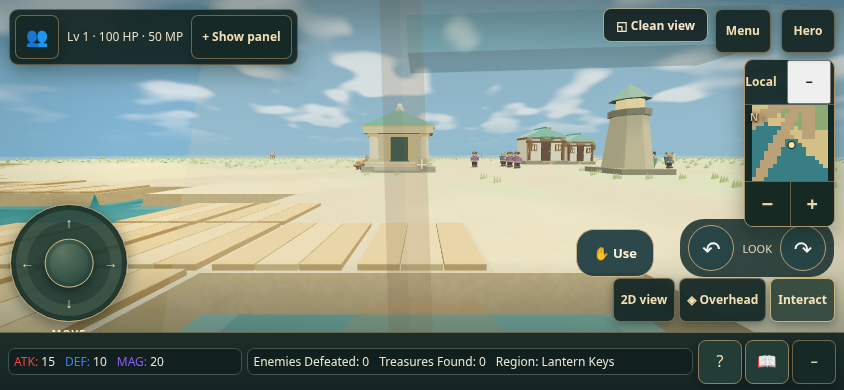 Lv 1 · 100 HP · 50 MP
+ Show panel
◱ Clean view
Menu
Hero
Local
–
N
− +
Use
↶ LOOK ↷
2D view
◈ Overhead
Interact
ATK: 15 DEF: 10 MAG: 20
Enemies Defeated: 0 Treasures Found: 0 Region: Lantern Keys
?
–